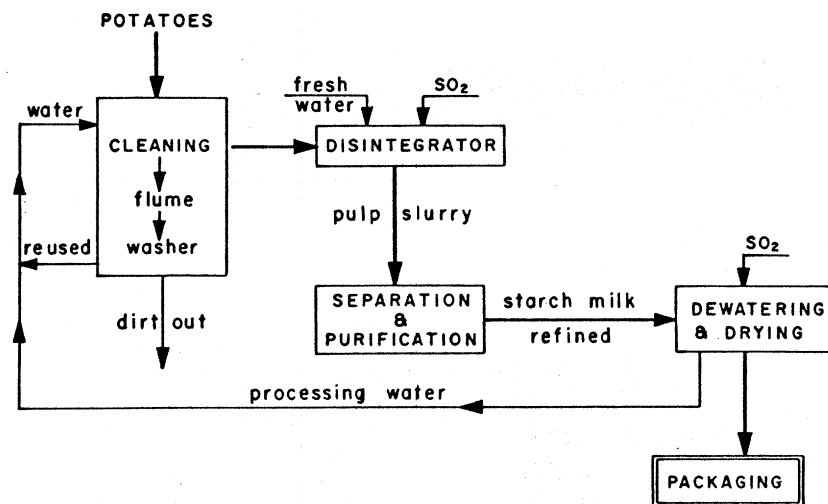 POTATOES
water
CLEANING
flume
washer
reused
dirt out
fresh
water
SO₂
DISINTEGRATOR
pulp slurry
SEPARATION
&
PURIFICATION
starch milk
refined
SO₂
DEWATERING
& DRYING
processing water
PACKAGING